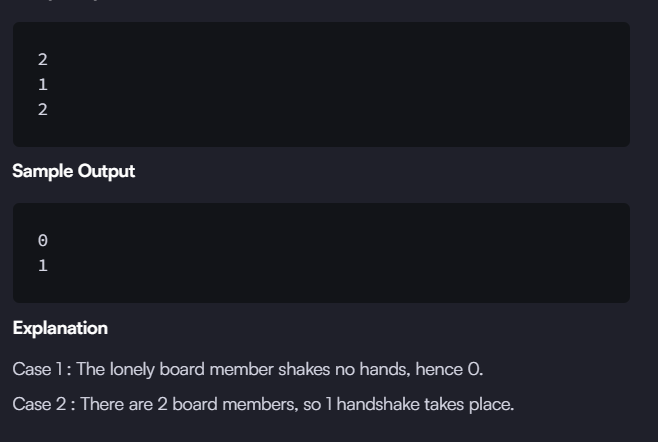 2
1
2
Sample Output
0
1
Explanation
Case 1 : The lonely board member shakes no hands, hence 0.
Case 2 : There are 2 board members, so 1 handshake takes place.